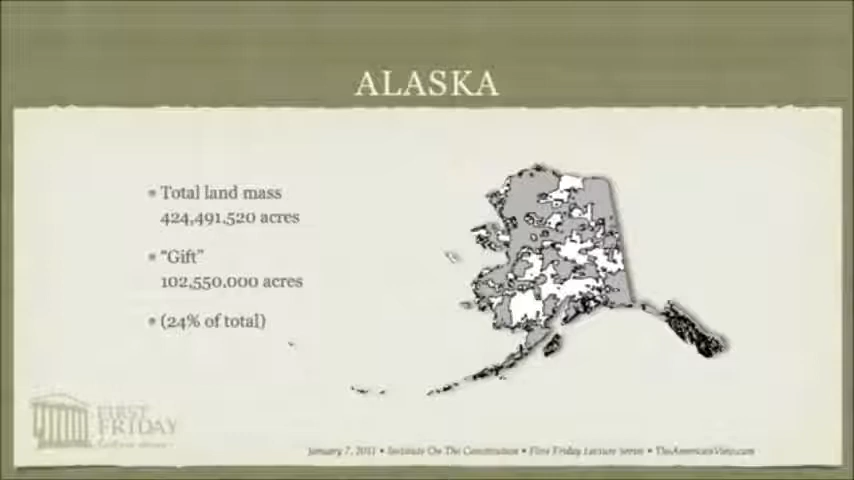 ALASKA
Total land mass
424,491,520 acres
"Gift"
102,550,000 acres
(24% of total)
FIRST
FRIDAY
January 7, 2011 • Institute On The Constitution • First Friday Lecture Series • TheAmericanView.com